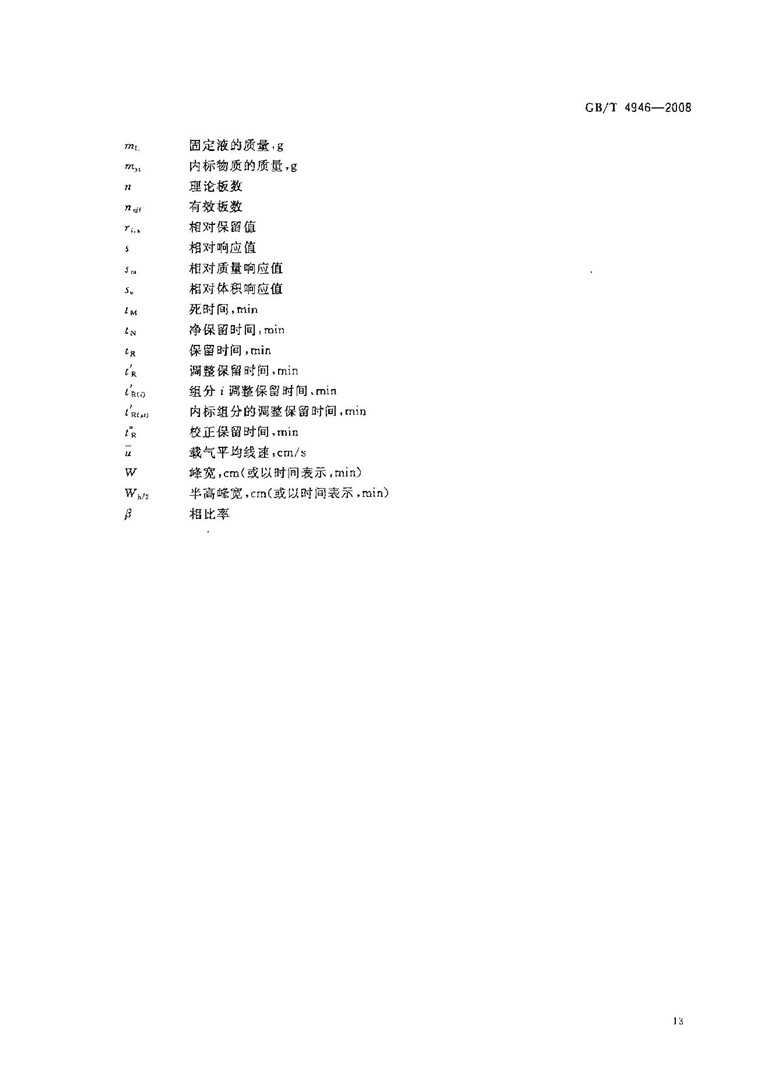 GB/T 4946—2008
m_L 固定液的质量,g
m_st 内标物质的质量,g
n 理论板数
n_eff 有效板数
r_i,s 相对保留值
s 相对响应值
s_m 相对质量响应值
s_v 相对体积响应值
t_M 死时间,min
t_N 净保留时间,min
t_R 保留时间,min
t′_R 调整保留时间,min
t′_R(i) 组分 i 调整保留时间,min
t′_R(st) 内标组分的调整保留时间,min
t°_R 校正保留时间,min
ū 载气平均线速,cm/s
W 峰宽,cm(或以时间表示,min)
W_h/2 半高峰宽,cm(或以时间表示,min)
β 相比率
13